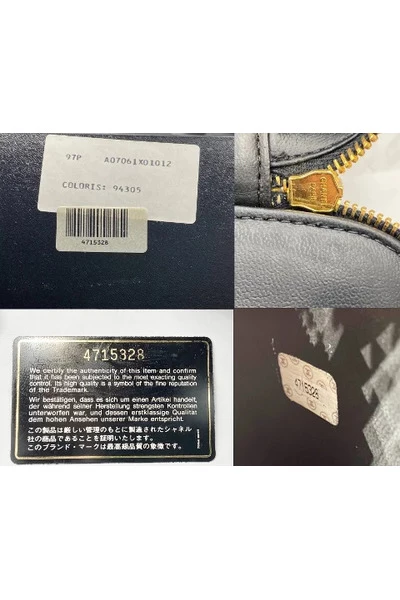 97P A07061X01012
COLORIS: 94305
4715328
4715328
We certify the authenticity of this item and confirm
that it has been subjected to the most exacting quality
control. Its high quality is a symbol of the fine reputation
of the Trademark.
Wir bestätigen, dass es sich um einen Artikel handelt,
der während seiner Herstellung strengsten Kontrollen
unterworfen war, und dessen erstklassige Qualität
dem hohen Ansehen unserer Marke entspricht.
この製品は厳しい管理のもとに製造されたシャネル
社の商品であることを証明いたします。
このブランド・マークは最高級品質の象徴です。
4715328